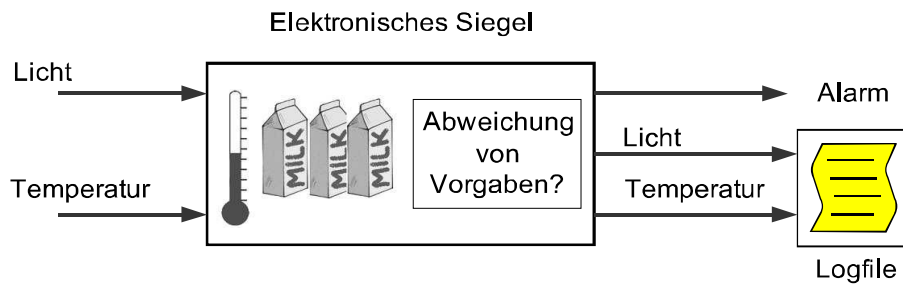 Elektronisches Siegel
Licht
Temperatur
MILK
MILK
MILK
Abweichung
von
Vorgaben?
Alarm
Licht
Temperatur
Logfile